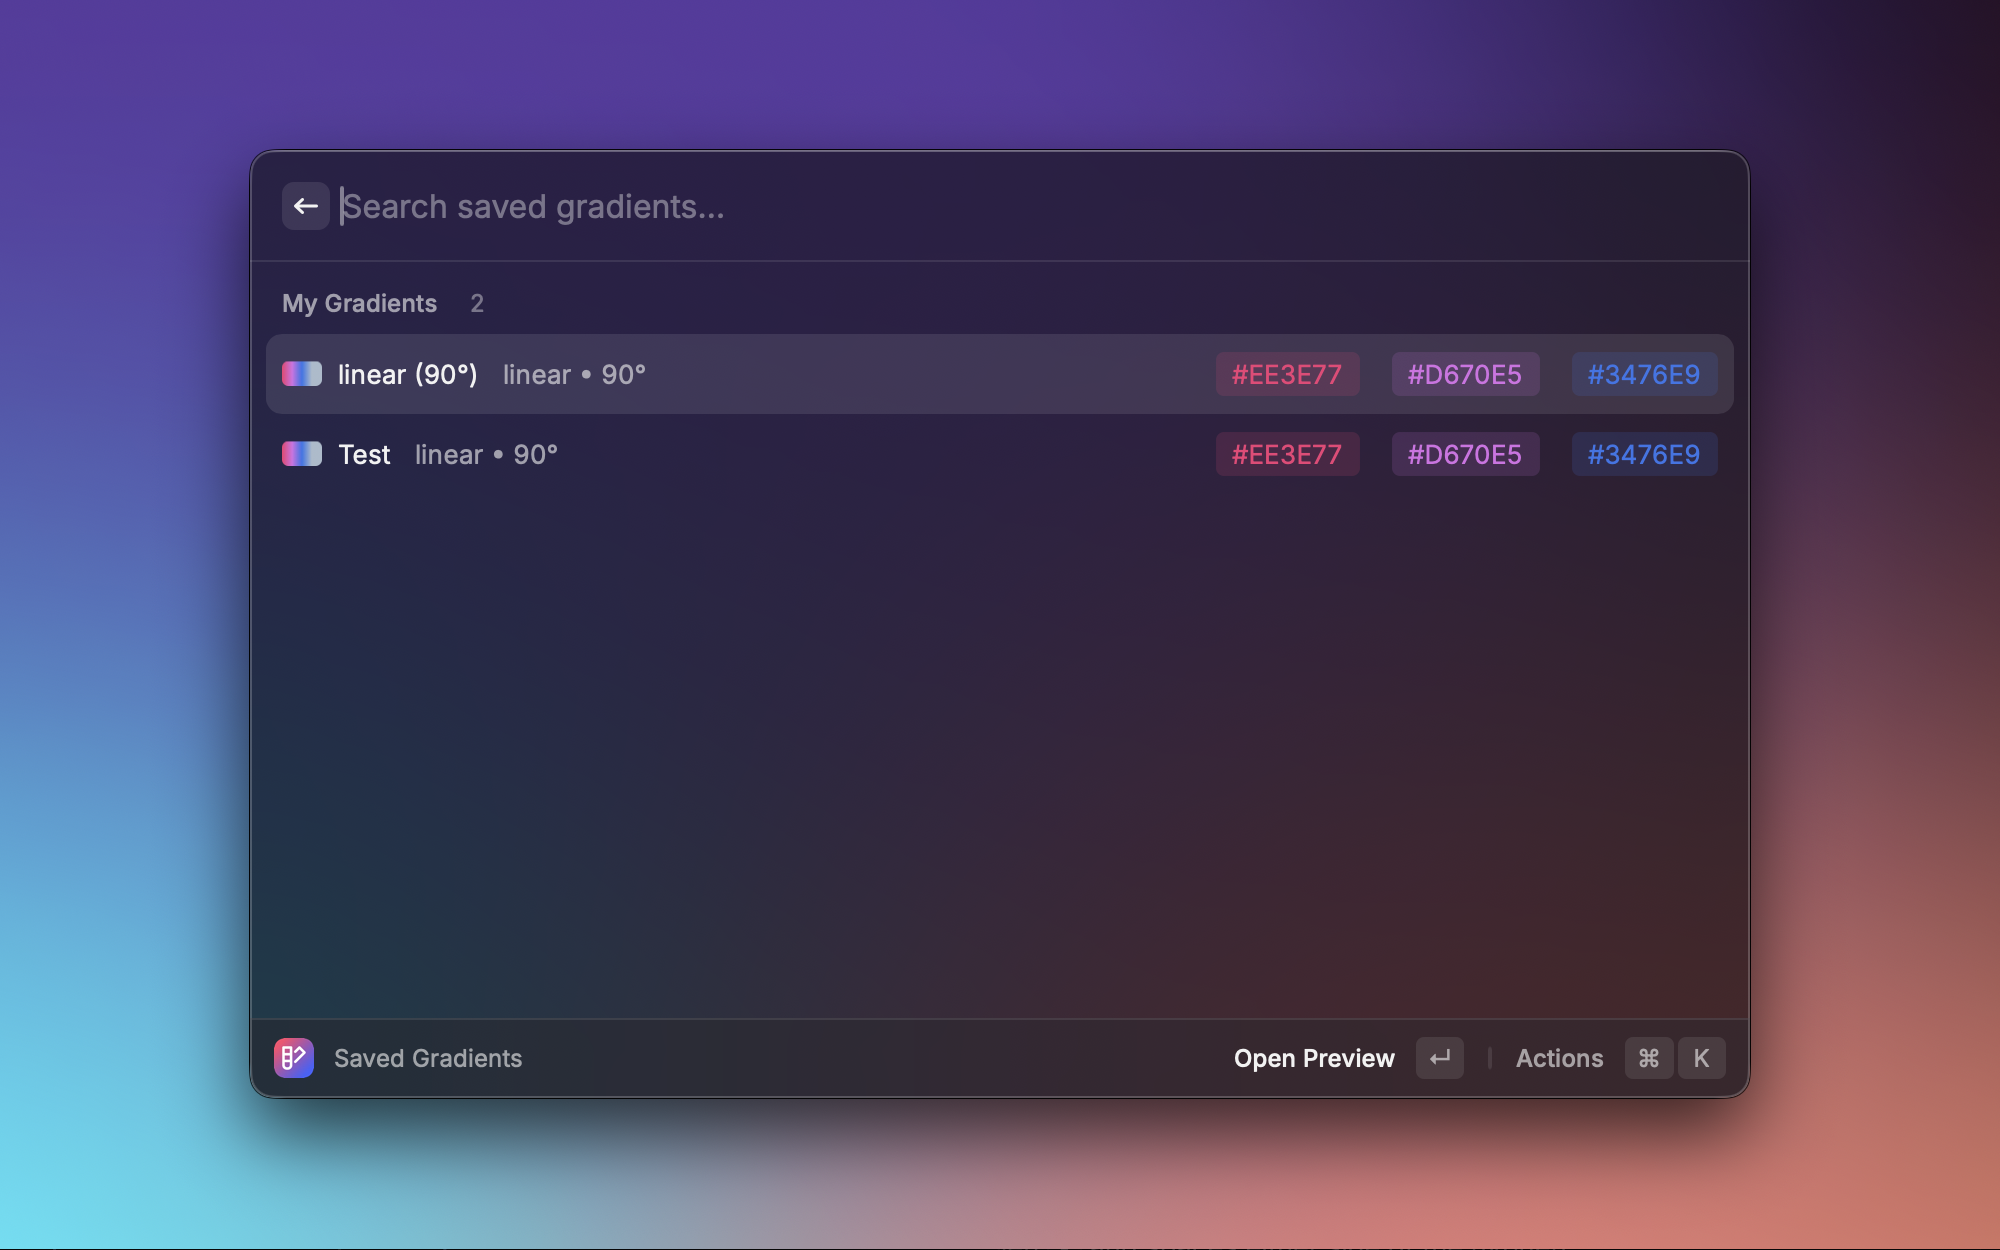 Search saved gradients...
My Gradients 2
linear (90°) linear • 90° #EE3E77 #D670E5 #3476E9
Test linear • 90° #EE3E77 #D670E5 #3476E9
Saved Gradients Open Preview ↵ Actions ⌘ K